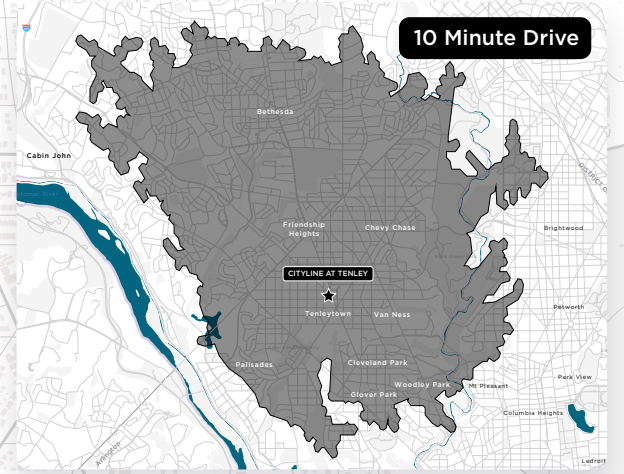 10 Minute Drive
Bethesda
Cabin John
Friendship
Heights
Chevy Chase
Brightwood
CITYLINE AT TENLEY
Tenleytown
Van Ness
Petworth
Palisades
Cleveland Park
Park View
Woodley Park
Mt Pleasant
Glover Park
Columbia Heights
Arlington
Ledroit